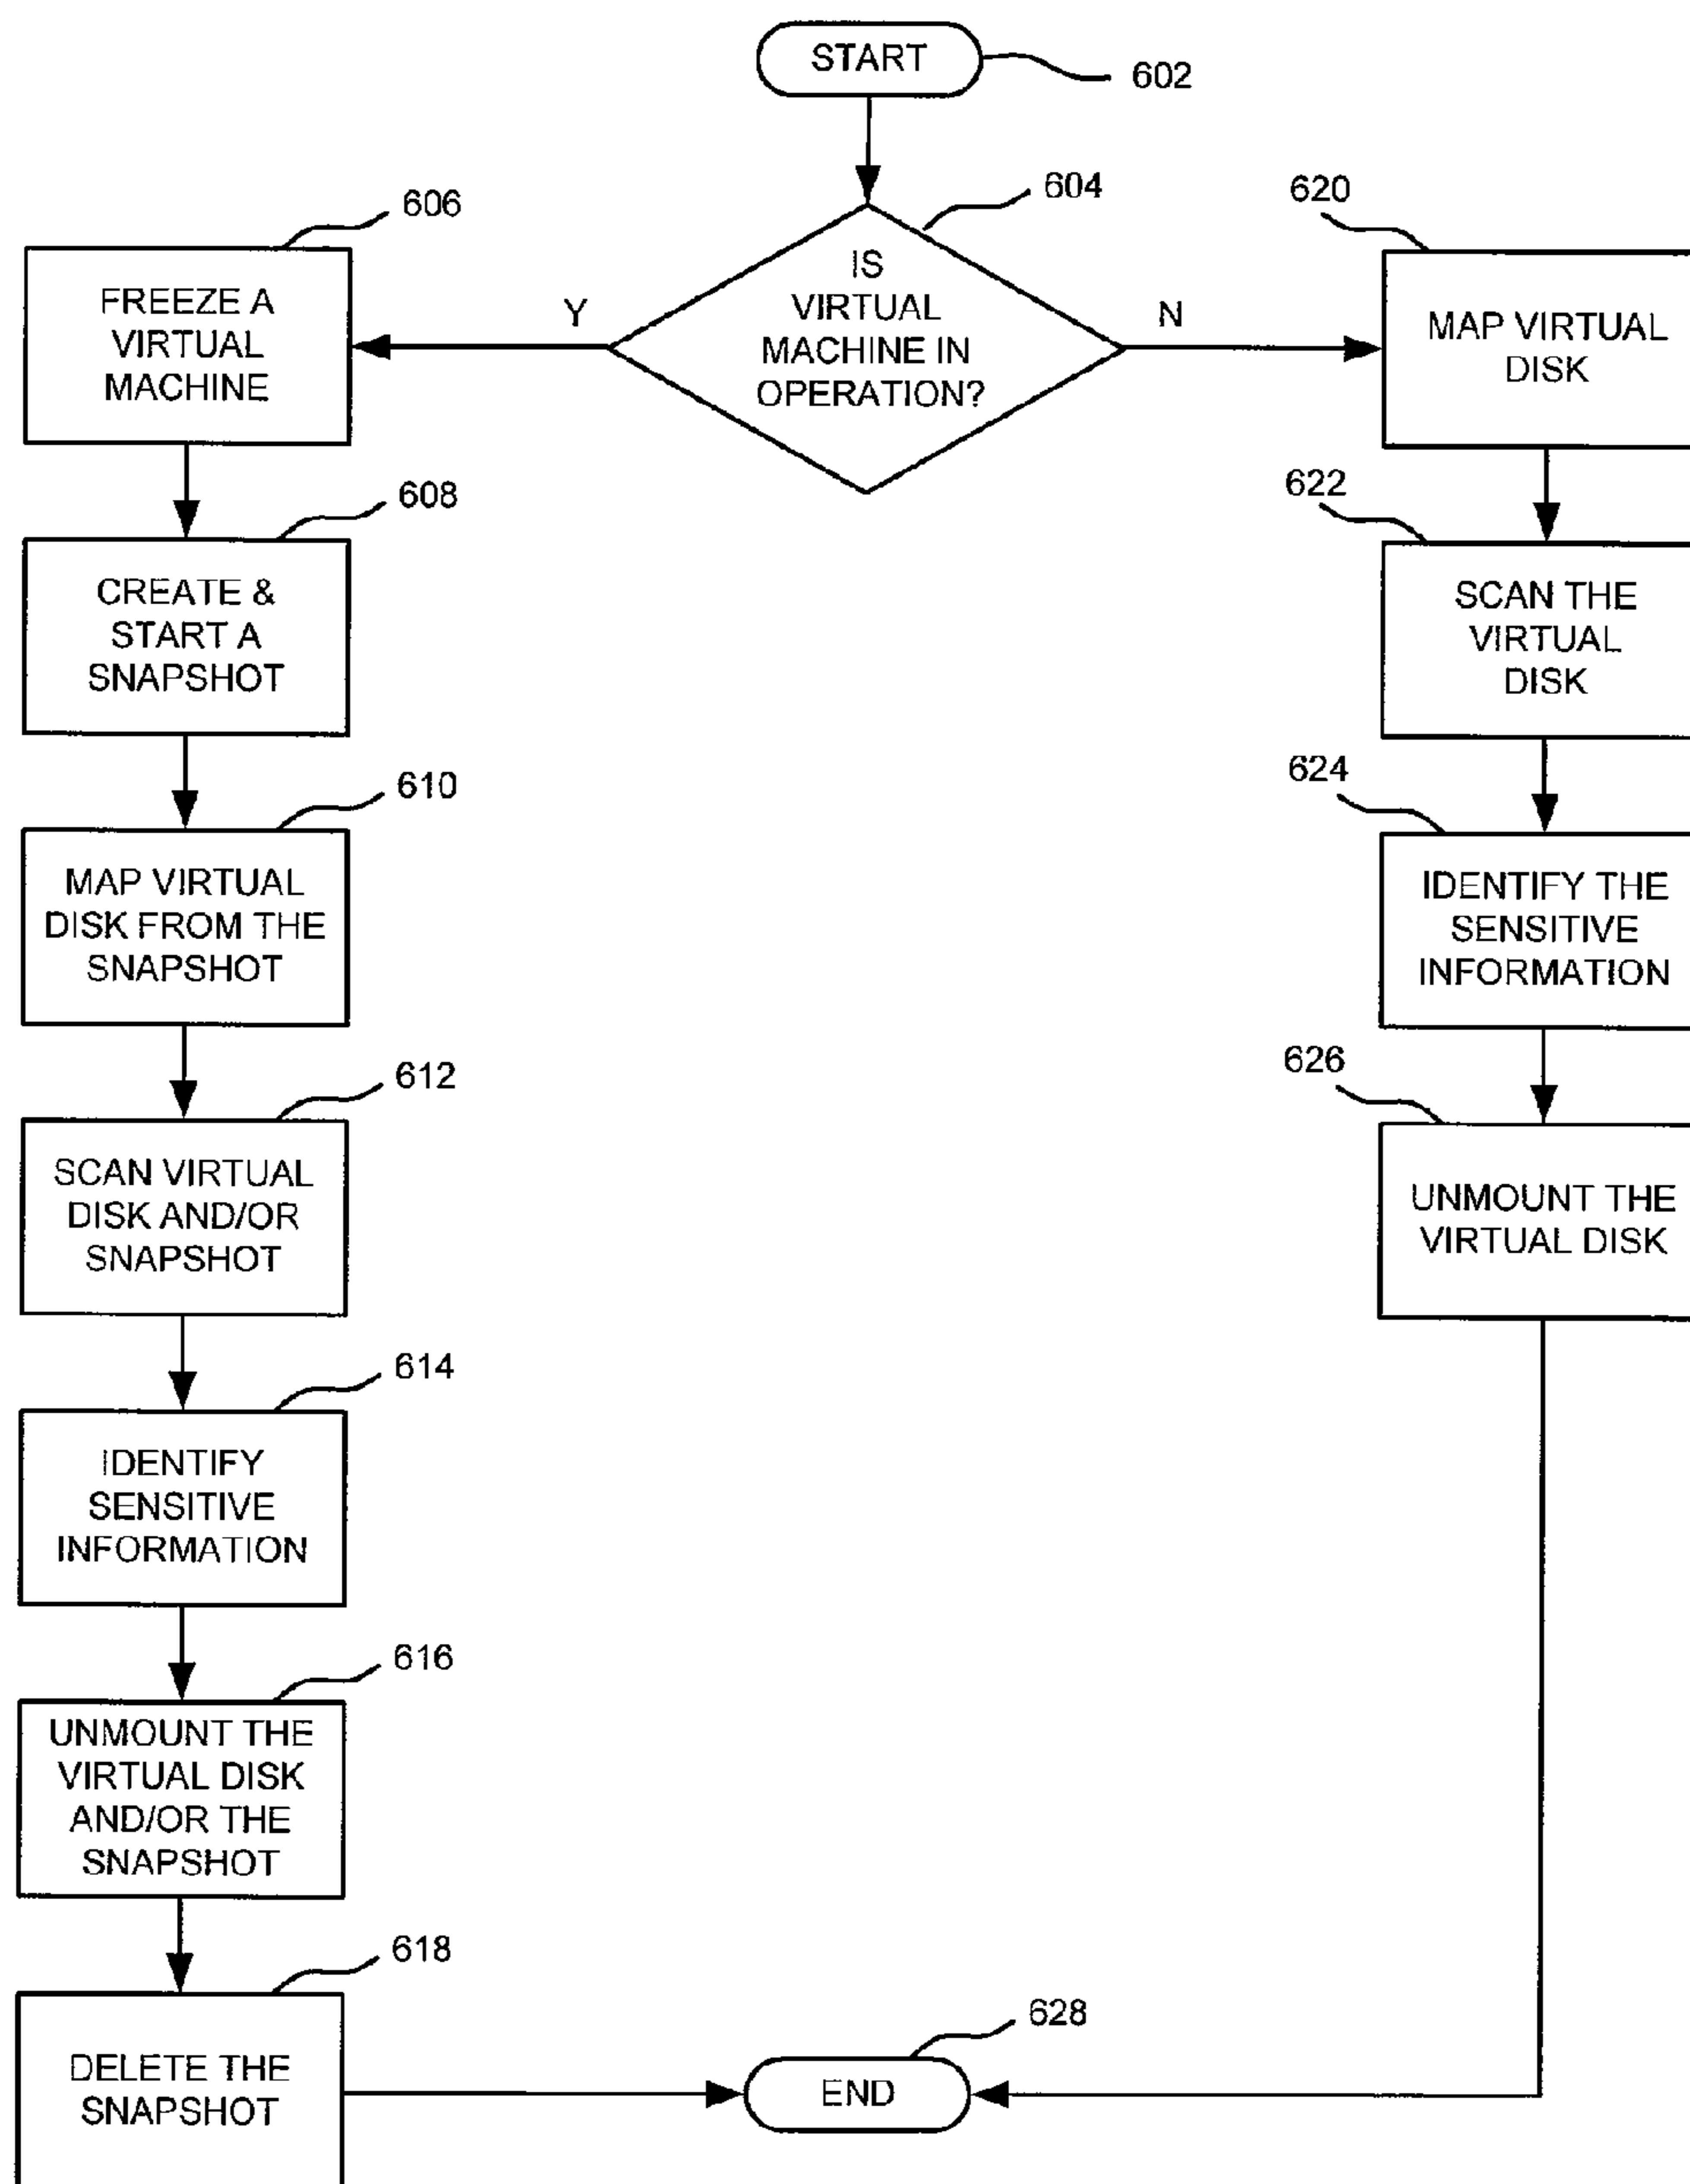 START
602
604
IS
VIRTUAL
MACHINE IN
OPERATION?
Y
N
606
FREEZE A
VIRTUAL
MACHINE
608
CREATE &
START A
SNAPSHOT
610
MAP VIRTUAL
DISK FROM THE
SNAPSHOT
612
SCAN VIRTUAL
DISK AND/OR
SNAPSHOT
614
IDENTIFY
SENSITIVE
INFORMATION
616
UNMOUNT THE
VIRTUAL DISK
AND/OR THE
SNAPSHOT
618
DELETE THE
SNAPSHOT
620
MAP VIRTUAL
DISK
622
SCAN THE
VIRTUAL
DISK
624
IDENTIFY THE
SENSITIVE
INFORMATION
626
UNMOUNT THE
VIRTUAL DISK
628
END